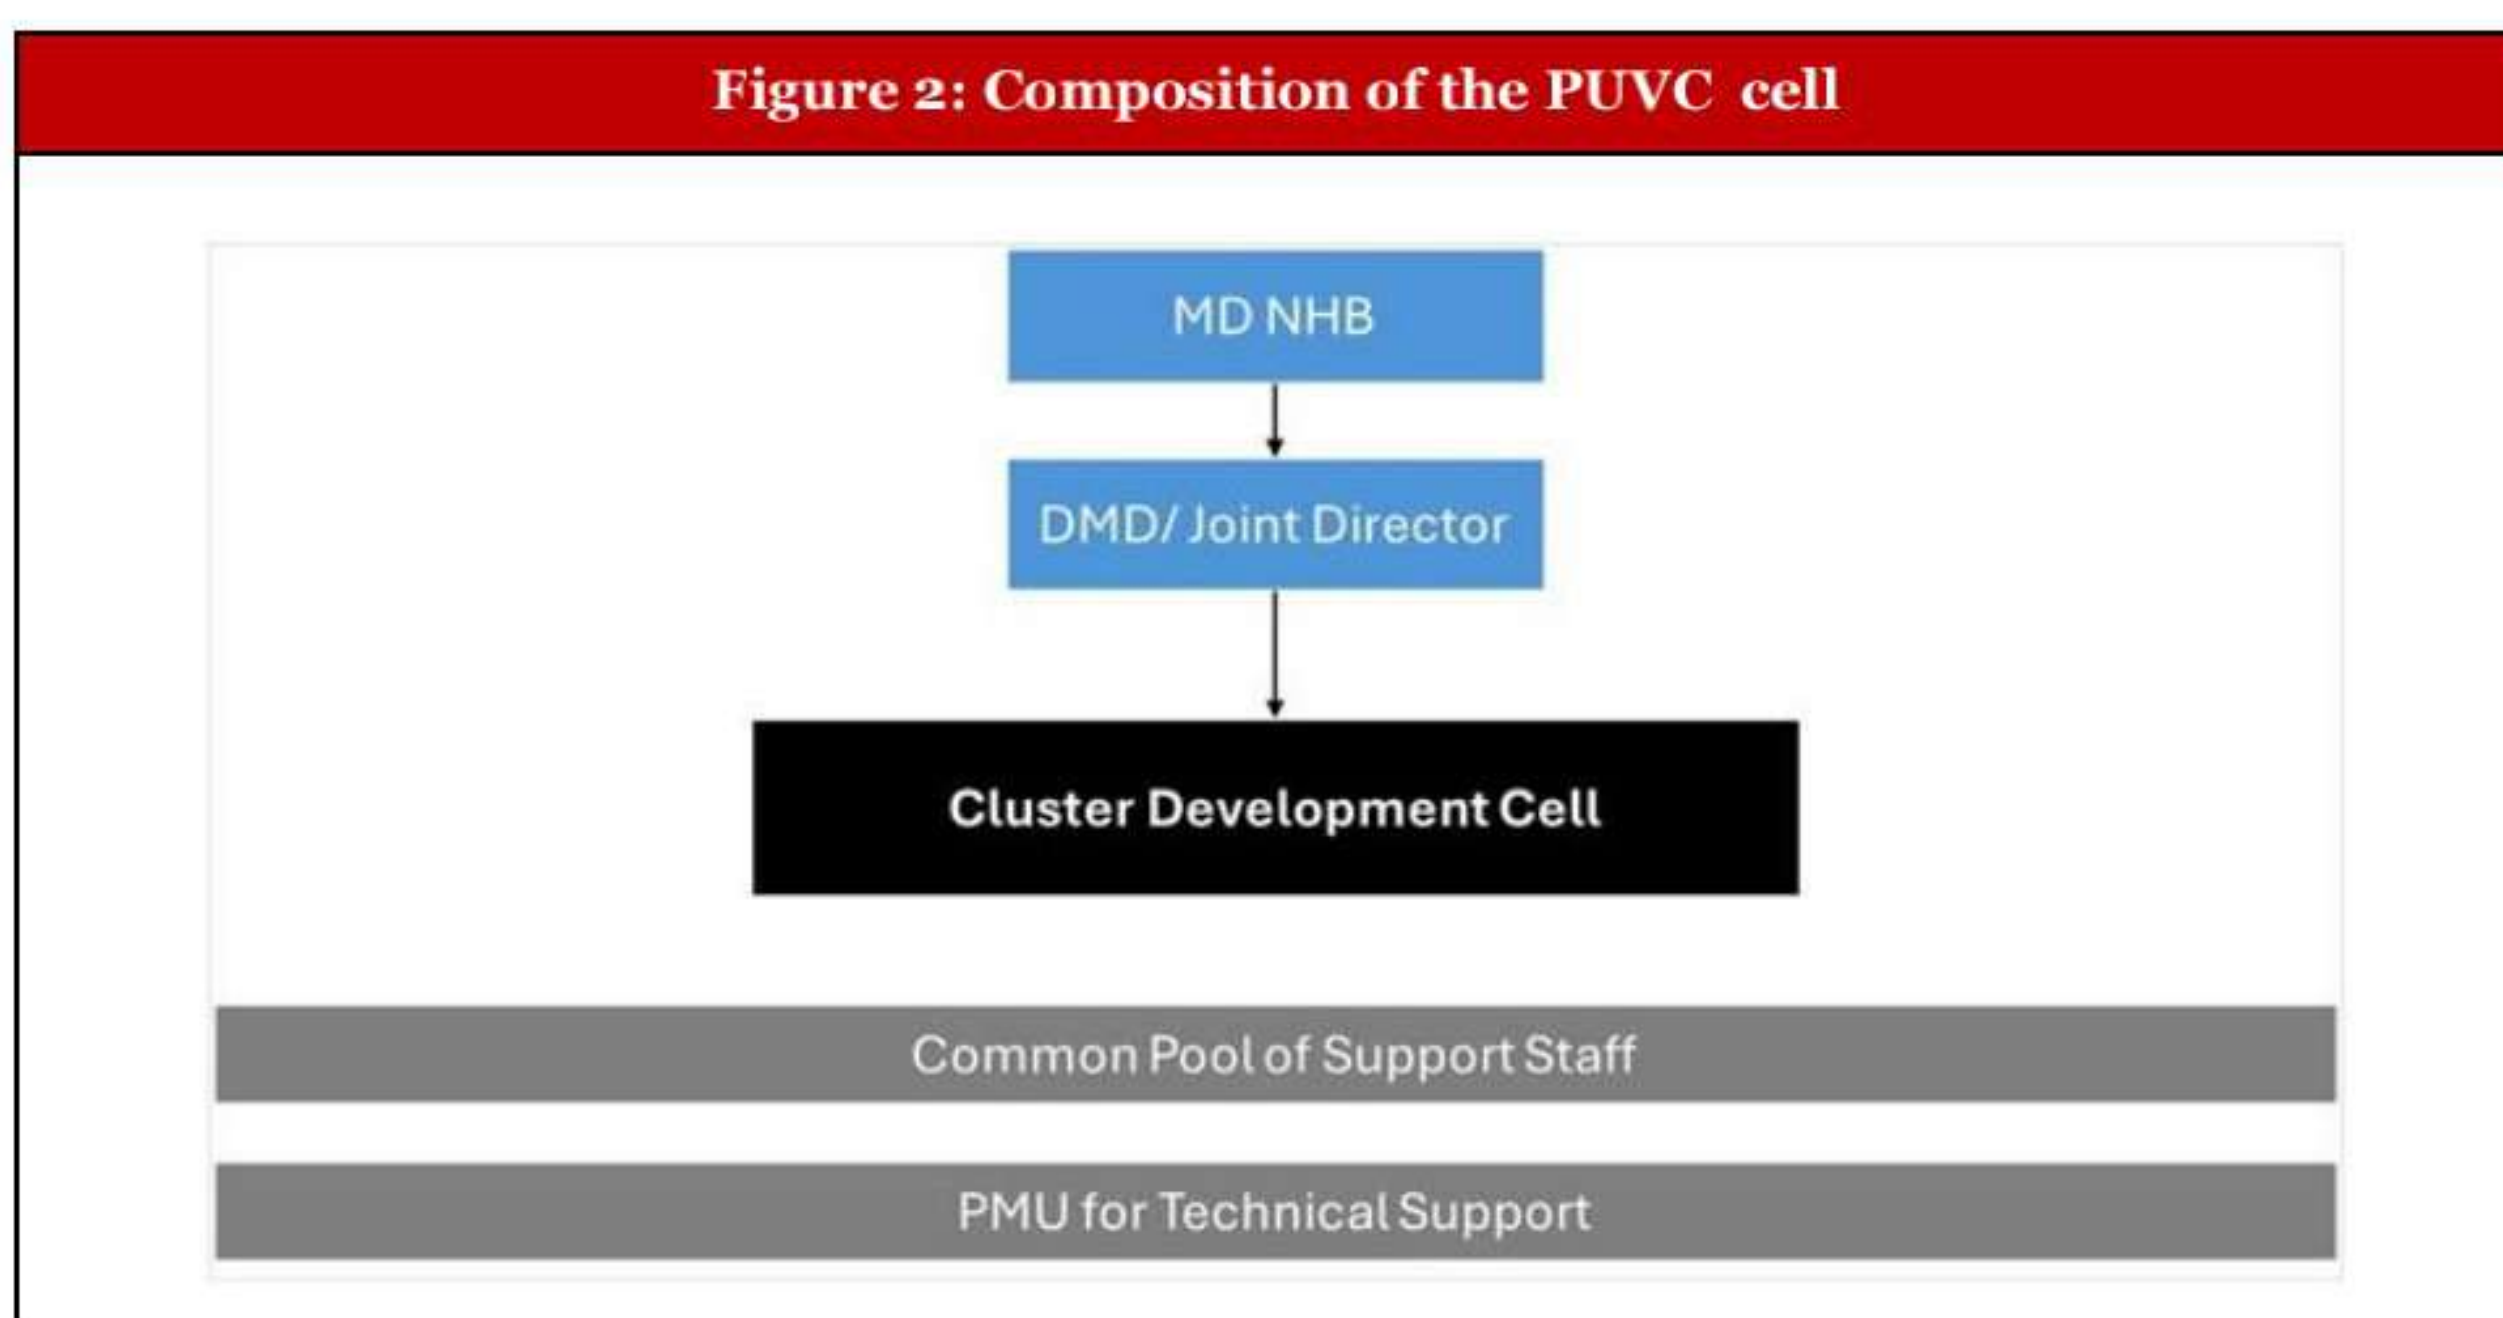 Figure 2: Composition of the PUVC cell
MD NHB
DMD/ Joint Director
Cluster Development Cell
Common Pool of Support Staff
PMU for Technical Support